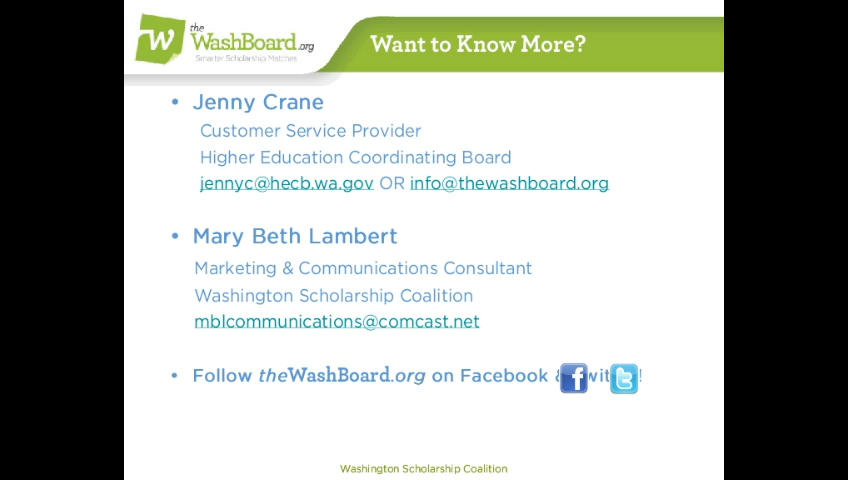 W
the
WashBoard.org
Smarter Scholarship Matches
Want to Know More?
• Jenny Crane
Customer Service Provider
Higher Education Coordinating Board
jennyc@hecb.wa.gov OR info@thewashboard.org
• Mary Beth Lambert
Marketing & Communications Consultant
Washington Scholarship Coalition
mblcommunications@comcast.net
• Follow theWashBoard.org on Facebook & !
Washington Scholarship Coalition